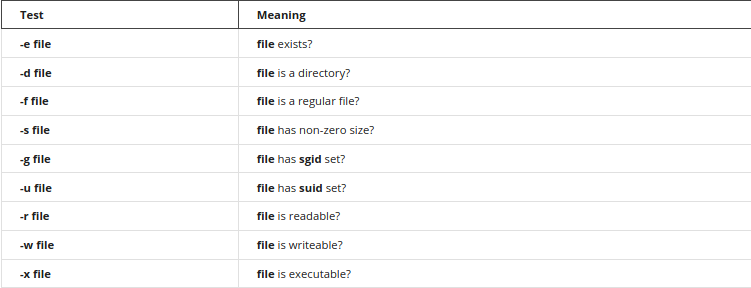 Test Meaning
-e file file exists?
-d file file is a directory?
-f file file is a regular file?
-s file file has non-zero size?
-g file file has sgid set?
-u file file has suid set?
-r file file is readable?
-w file file is writeable?
-x file file is executable?